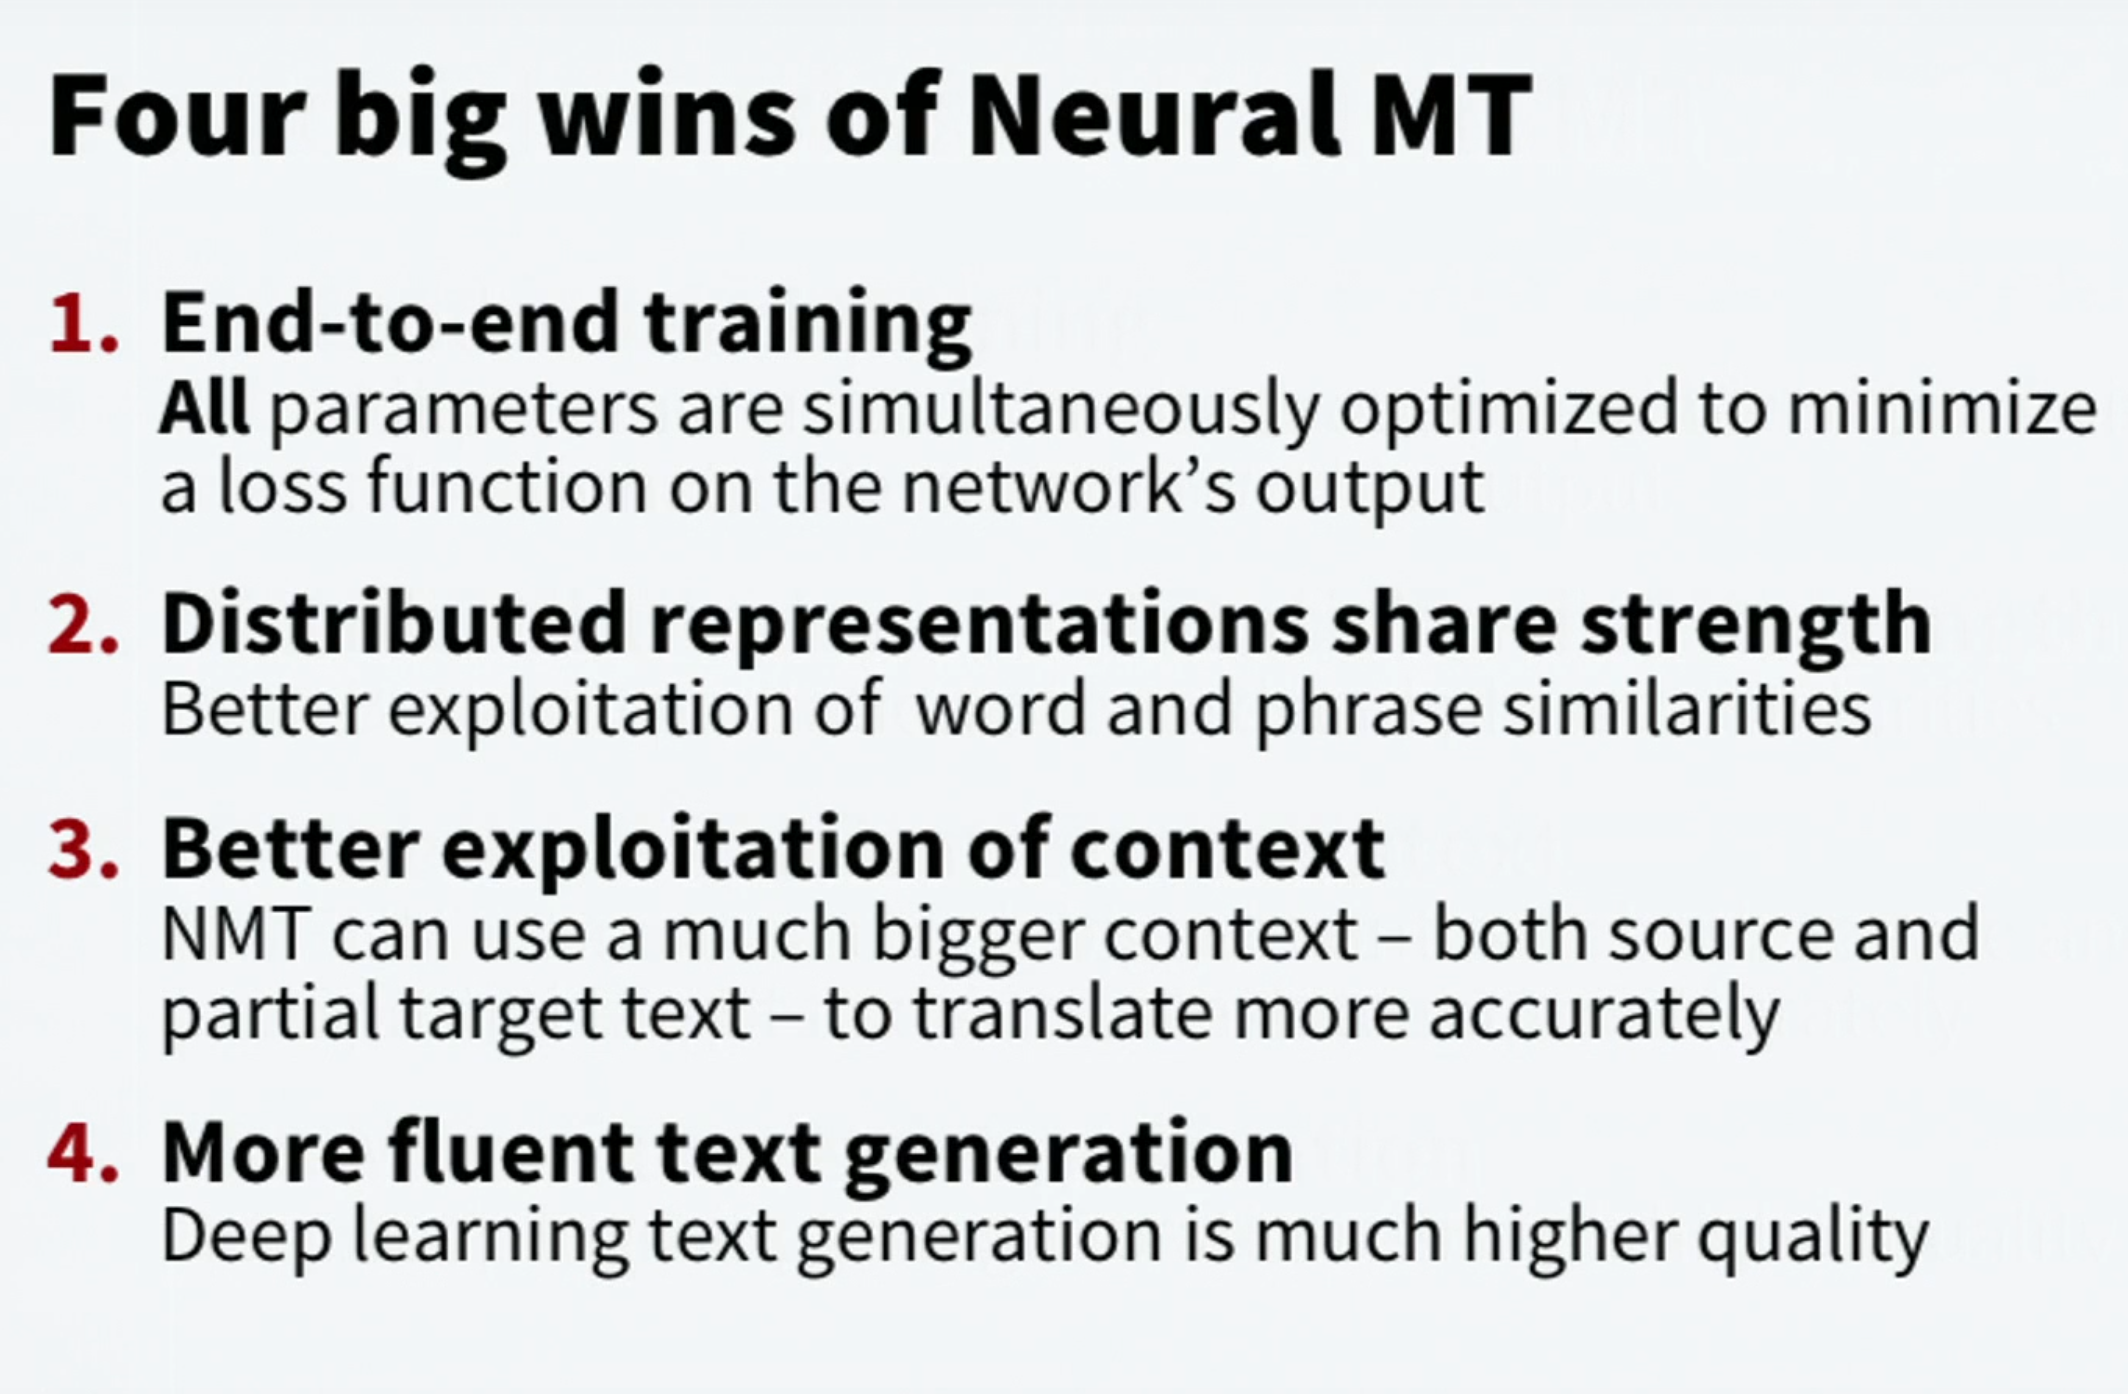 Four big wins of Neural MT
1. End-to-end training
All parameters are simultaneously optimized to minimize
a loss function on the network’s output
2. Distributed representations share strength
Better exploitation of  word and phrase similarities
3. Better exploitation of context
NMT can use a much bigger context – both source and
partial target text – to translate more accurately
4. More fluent text generation
Deep learning text generation is much higher quality